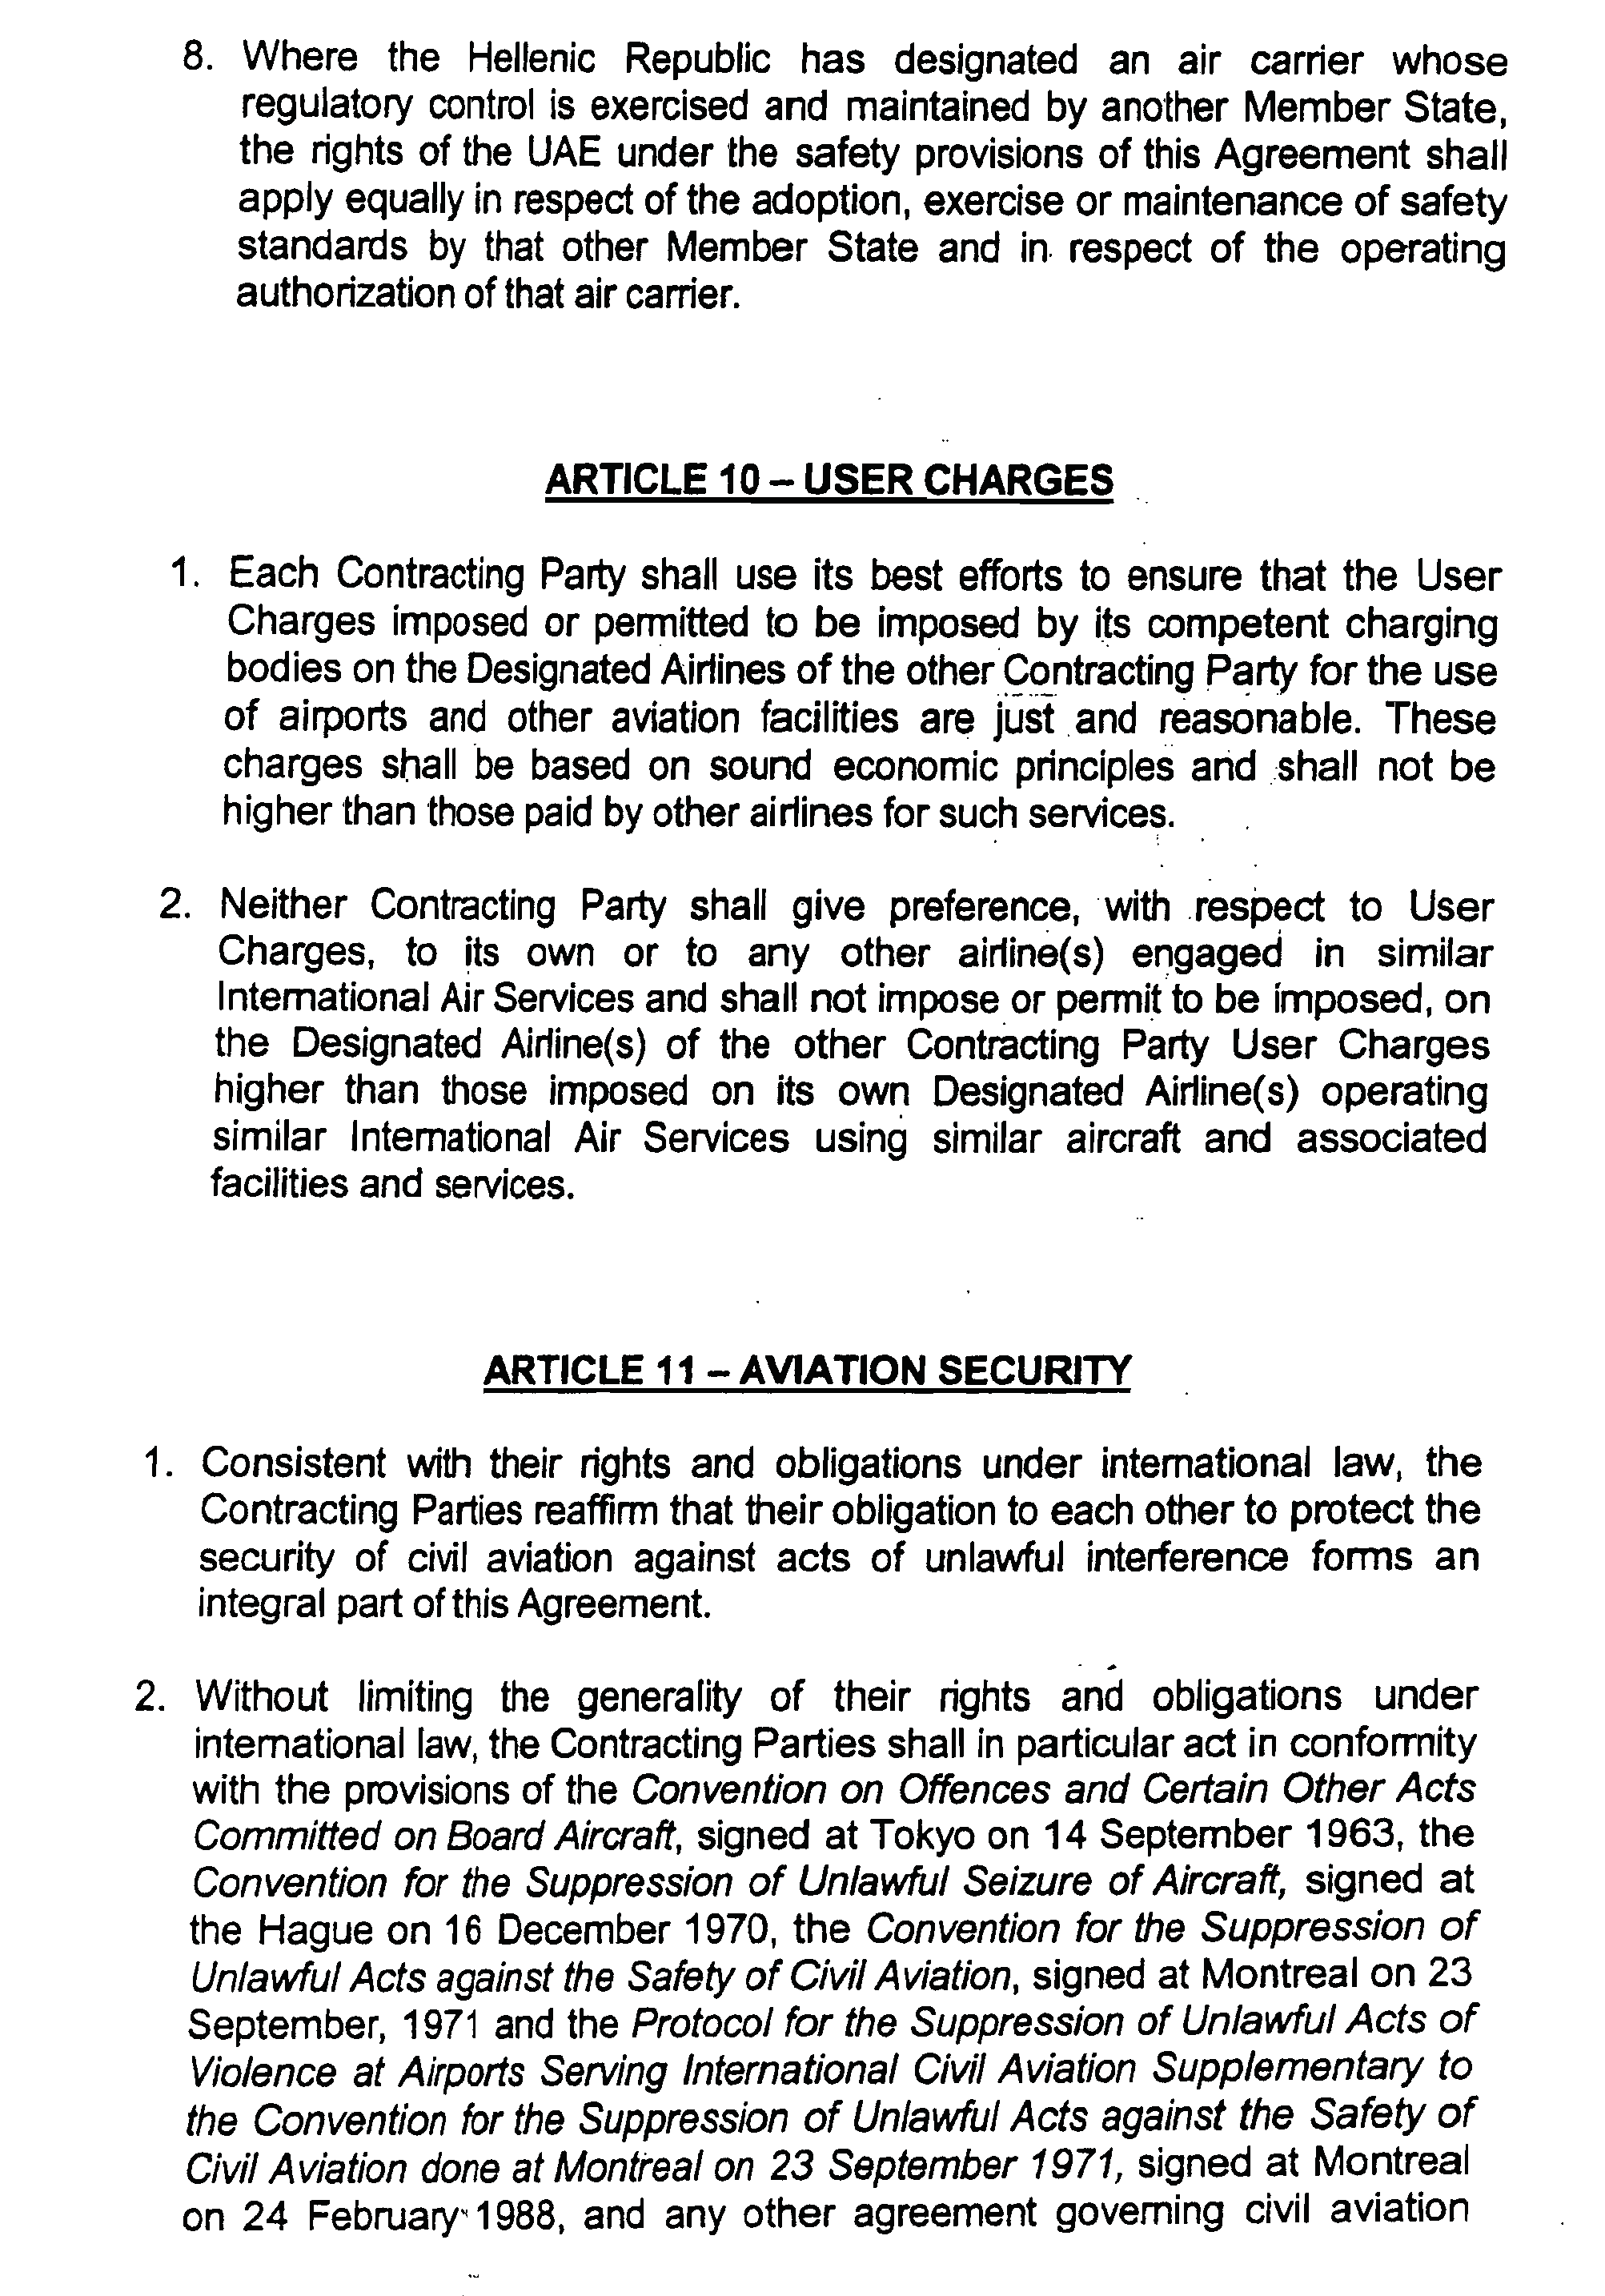 8. Where the Hellenic Republic has designated an air carrier whose
regulatory control is exercised and maintained by another Member State,
the rights of the UAE under the safety provisions of this Agreement shall
apply equally in respect of the adoption, exercise or maintenance of safety
standards by that other Member State and in respect of the operating
authorization of that air carrier.
ARTICLE 10 – USER CHARGES
1. Each Contracting Party shall use its best efforts to ensure that the User
Charges imposed or permitted to be imposed by its competent charging
bodies on the Designated Airlines of the other Contracting Party for the use
of airports and other aviation facilities are just and reasonable. These
charges shall be based on sound economic principles and shall not be
higher than those paid by other airlines for such services.
2. Neither Contracting Party shall give preference, with respect to User
Charges, to its own or to any other airline(s) engaged in similar
International Air Services and shall not impose or permit to be imposed, on
the Designated Airline(s) of the other Contracting Party User Charges
higher than those imposed on its own Designated Airline(s) operating
similar International Air Services using similar aircraft and associated
facilities and services.
ARTICLE 11 – AVIATION SECURITY
1. Consistent with their rights and obligations under international law, the
Contracting Parties reaffirm that their obligation to each other to protect the
security of civil aviation against acts of unlawful interference forms an
integral part of this Agreement.
2. Without limiting the generality of their rights and obligations under
international law, the Contracting Parties shall in particular act in conformity
with the provisions of the Convention on Offences and Certain Other Acts
Committed on Board Aircraft, signed at Tokyo on 14 September 1963, the
Convention for the Suppression of Unlawful Seizure of Aircraft, signed at
the Hague on 16 December 1970, the Convention for the Suppression of
Unlawful Acts against the Safety of Civil Aviation, signed at Montreal on 23
September, 1971 and the Protocol for the Suppression of Unlawful Acts of
Violence at Airports Serving International Civil Aviation Supplementary to
the Convention for the Suppression of Unlawful Acts against the Safety of
Civil Aviation done at Montreal on 23 September 1971, signed at Montreal
on 24 February 1988, and any other agreement governing civil aviation